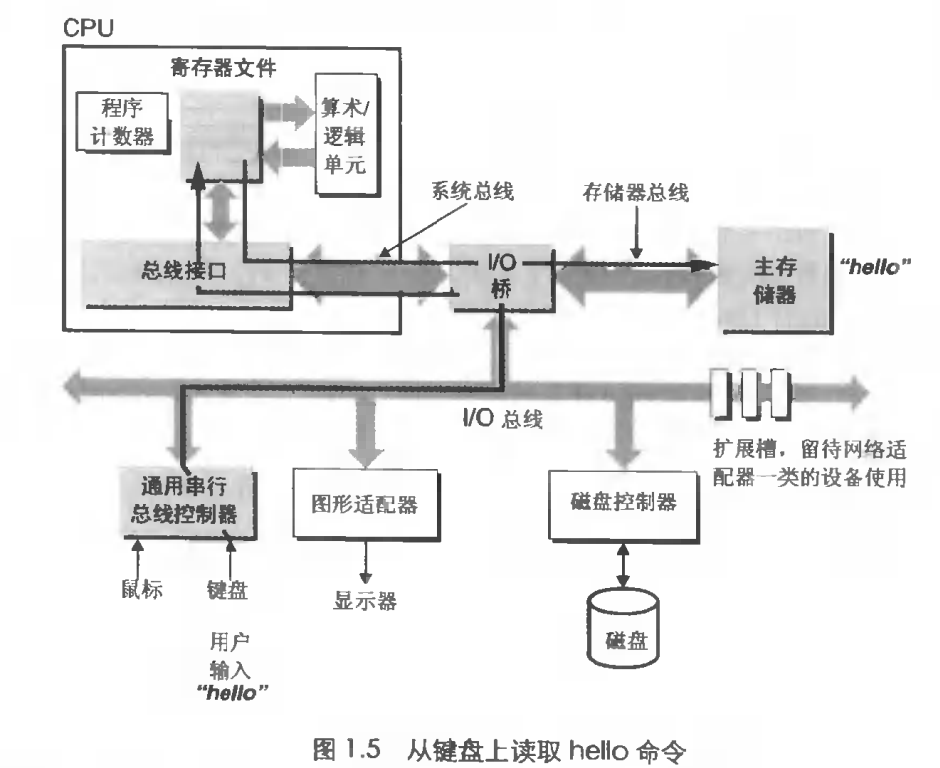 CPU
寄存器文件
程序
计数器
算术/
逻辑
单元
系统总线
存储器总线
总线接口
I/O
桥
主存
储器
“hello”
I/O 总线
扩展槽，留待网络适
配器一类的设备使用
通用串行
总线控制器
图形适配器
磁盘控制器
鼠标
键盘
显示器
磁盘
用户
输入
“hello”
图 1.5 从键盘上读取 hello 命令